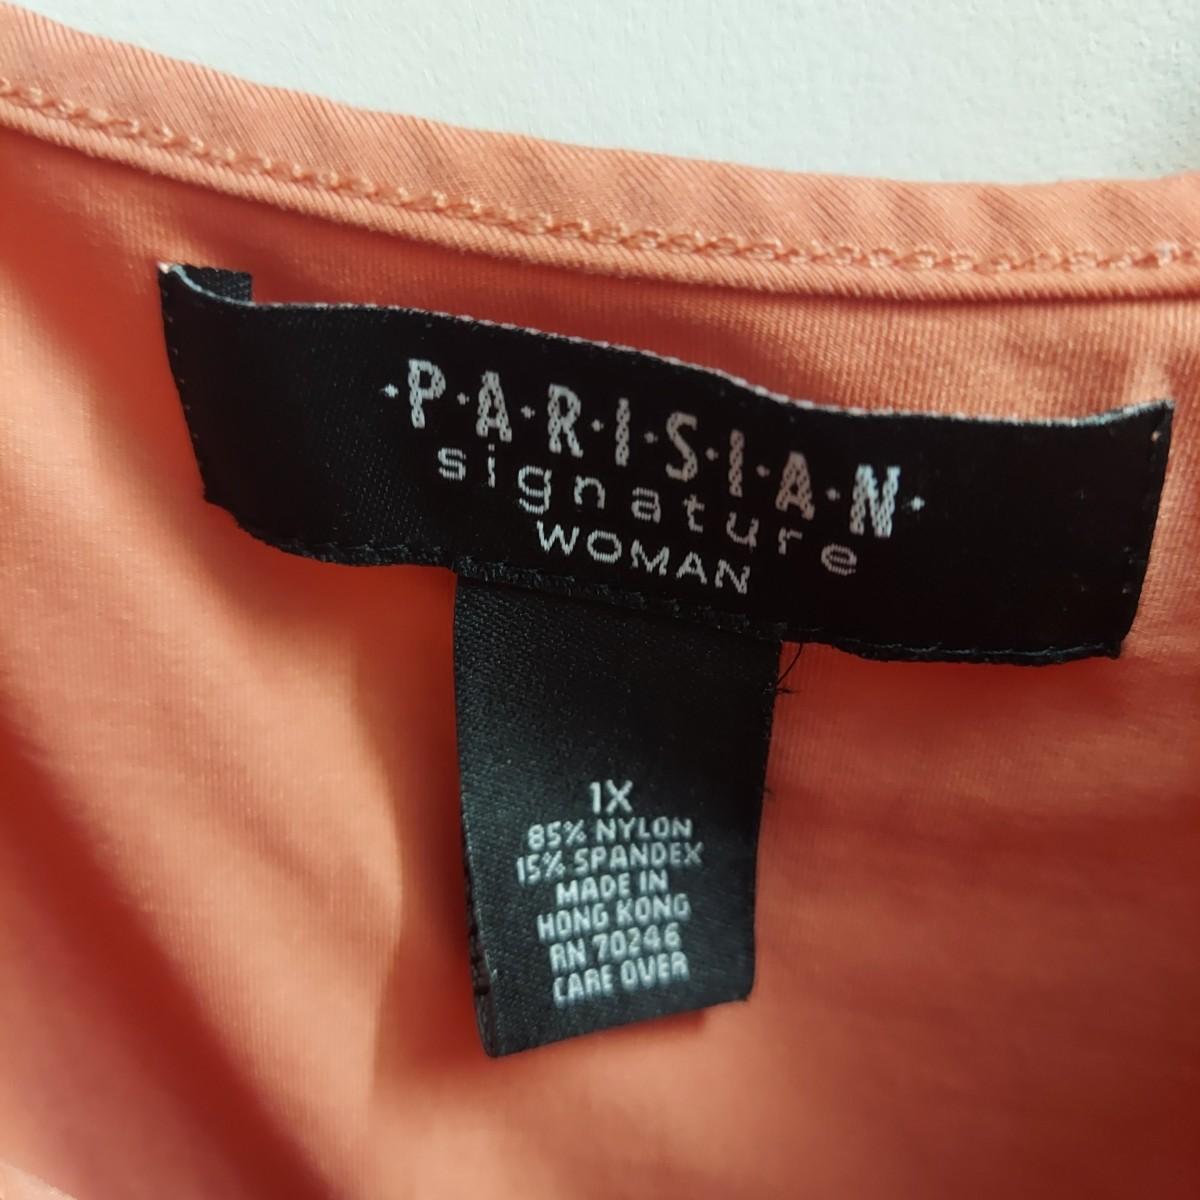 ·P·A·R·I·S·I·A·N·
signature
WOMAN
1X
85% NYLON
15% SPANDEX
MADE IN
HONG KONG
RN 70246
CARE OVER